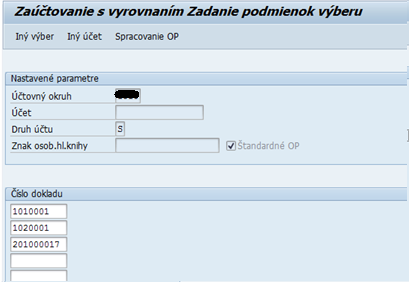 Zaúčtovanie s vyrovnaním Zadanie podmienok výberu
Iný výber Iný účet Spracovanie OP
Nastavené parametre
Účtovný okruh
Účet
Druh účtu S
Znak osob.hl.knihy Štandardné OP
Číslo dokladu
1010001
1020001
201000017